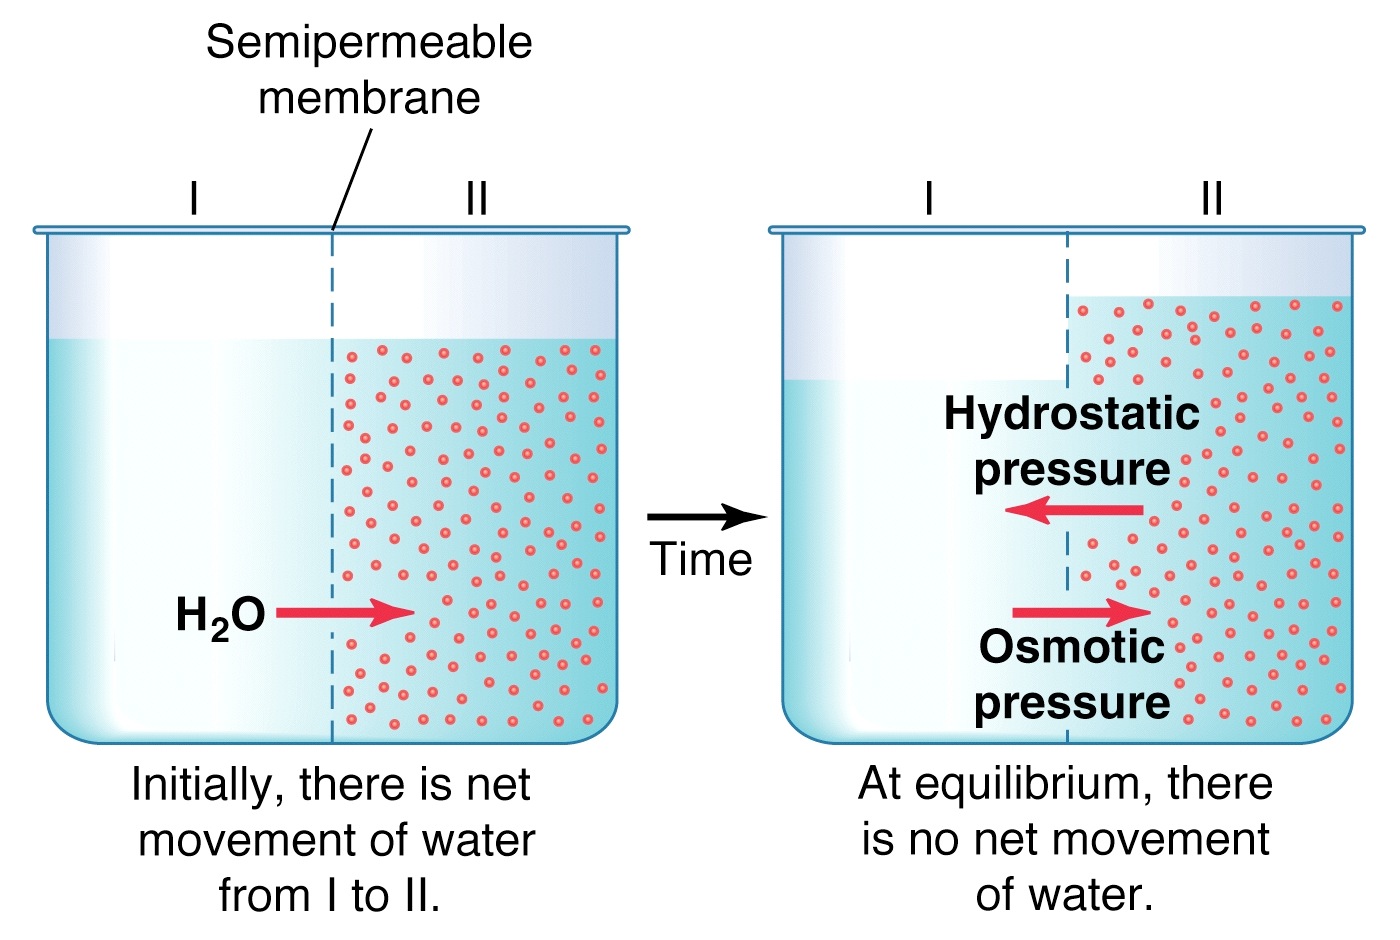 Semipermeable
membrane
I
II
I
II
H₂O
Time
Hydrostatic
pressure
Osmotic
pressure
Initially, there is net
movement of water
from I to II.
At equilibrium, there
is no net movement
of water.